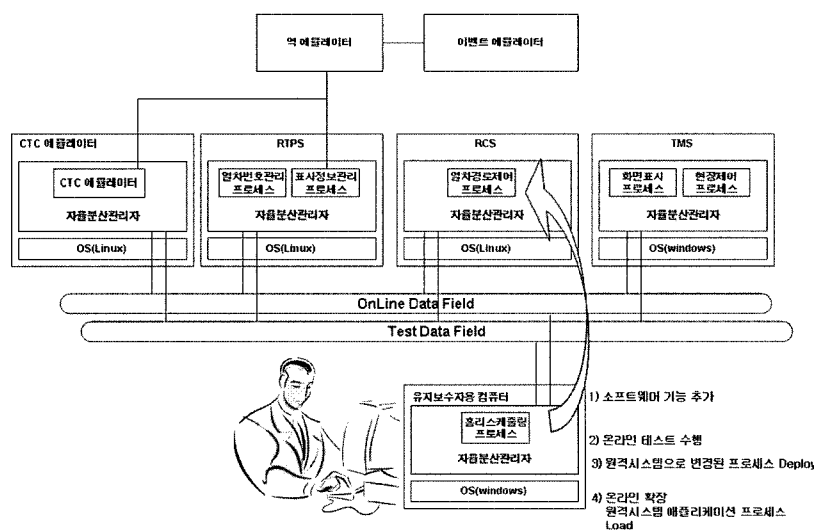 역 에뮬레이터
이벤트 에뮬레이터
CTC 에뮬레이터
RTPS
RCS
TMS
CTC 에뮬레이터
열차번호관리
프로세스
표시정보관리
프로세스
열차경로제어
프로세스
화면표시
프로세스
현장제어
프로세스
자율분산관리자
자율분산관리자
자율분산관리자
자율분산관리자
OS(Linux)
OS(Linux)
OS(Linux)
OS(windows)
OnLine Data Field
Test Data Field
유지보수자용 컴퓨터
홀리스케줄링
프로세스
자율분산관리자
OS(windows)
1) 소프트웨어 기능 추가
2) 온라인 테스트 수행
3) 원격시스템으로 변경된 프로세스 Deploy
4) 온라인 확장
원격시스템 애플리케이션 프로세스
Load